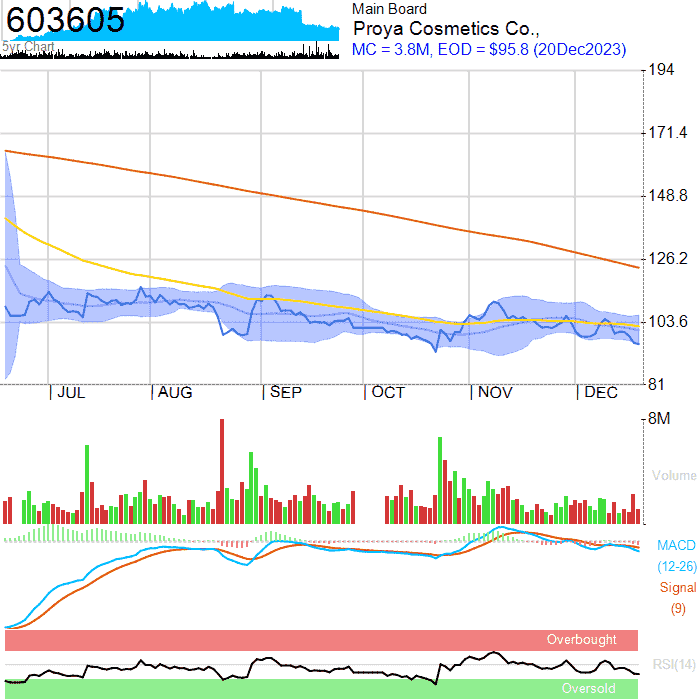 603605
Main Board
Proya Cosmetics Co.,
MC = 3.8M, EOD = $95.8 (20Dec2023)
5yr Chart
194
171.4
148.8
126.2
103.6
81
JUL AUG SEP OCT NOV DEC
8M
Volume
MACD
(12-26)
Signal
(9)
Overbought
RSI(14)
Oversold